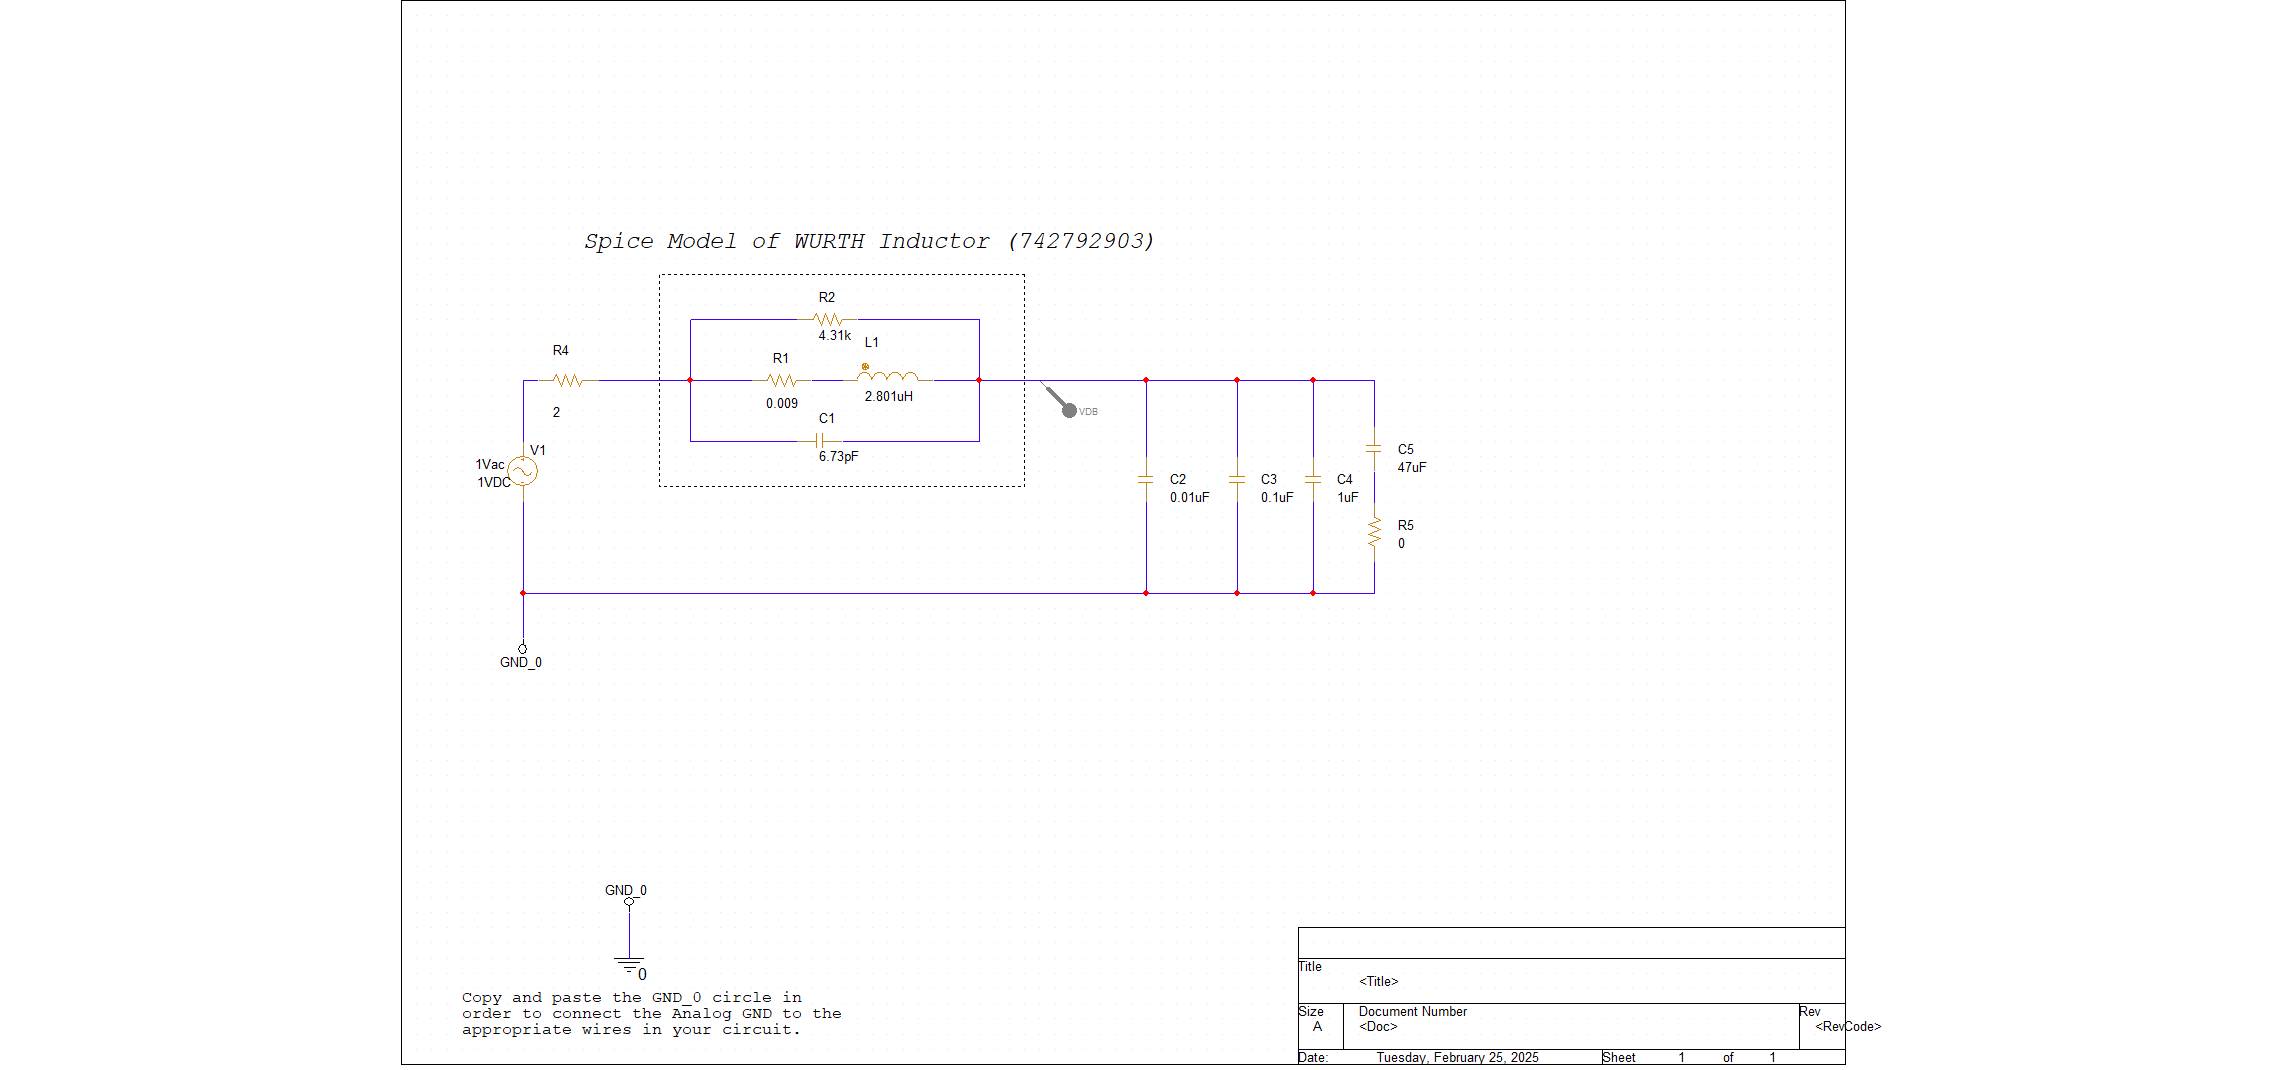 Spice Model of WURTH Inductor (742792903)
R2
4.31k
L1
R4
R1
2.801uH
0.009
2
C1
6.73pF
VDB
V1
1Vac
1VDC
C2
0.01uF
C3
0.1uF
C4
1uF
C5
47uF
R5
0
GND_0
GND_0
0
Copy and paste the GND_0 circle in
order to connect the Analog GND to the
appropriate wires in your circuit.
Title
<Title>
Size
A
Document Number
<Doc>
Rev
<RevCode>
Date: Tuesday, February 25, 2025 Sheet 1 of 1